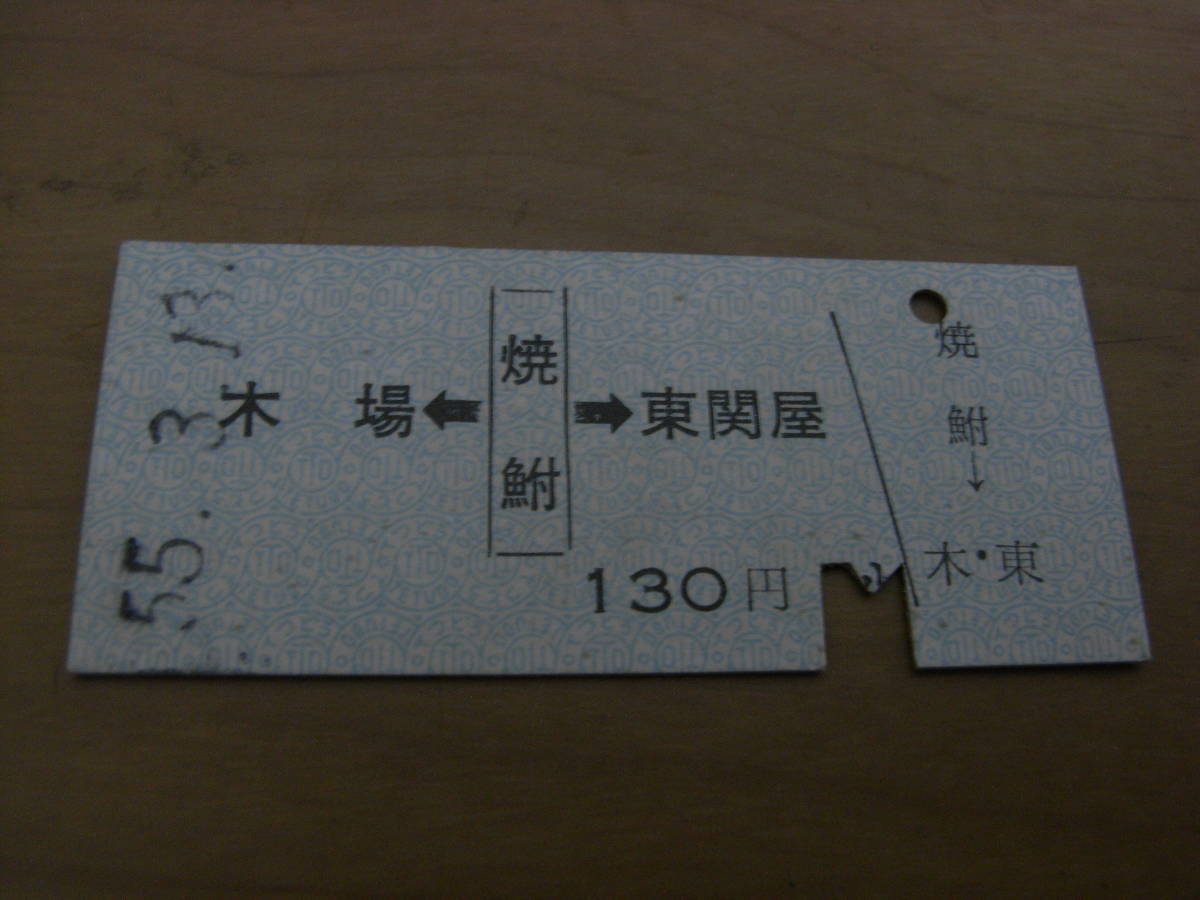 55. 3. 13.
木場←焼鮒→東関屋
130円
焼鮒→木・東